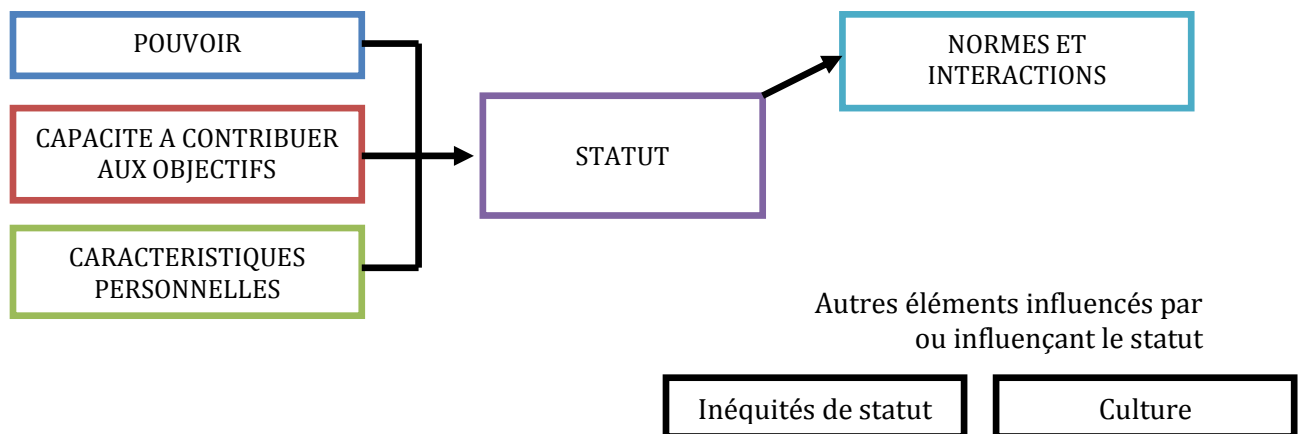 POUVOIR
CAPACITE A CONTRIBUER
AUX OBJECTIFS
CARACTERISTIQUES
PERSONNELLES
STATUT
NORMES ET
INTERACTIONS
Autres éléments influencés par
ou influençant le statut
Inéquités de statut
Culture